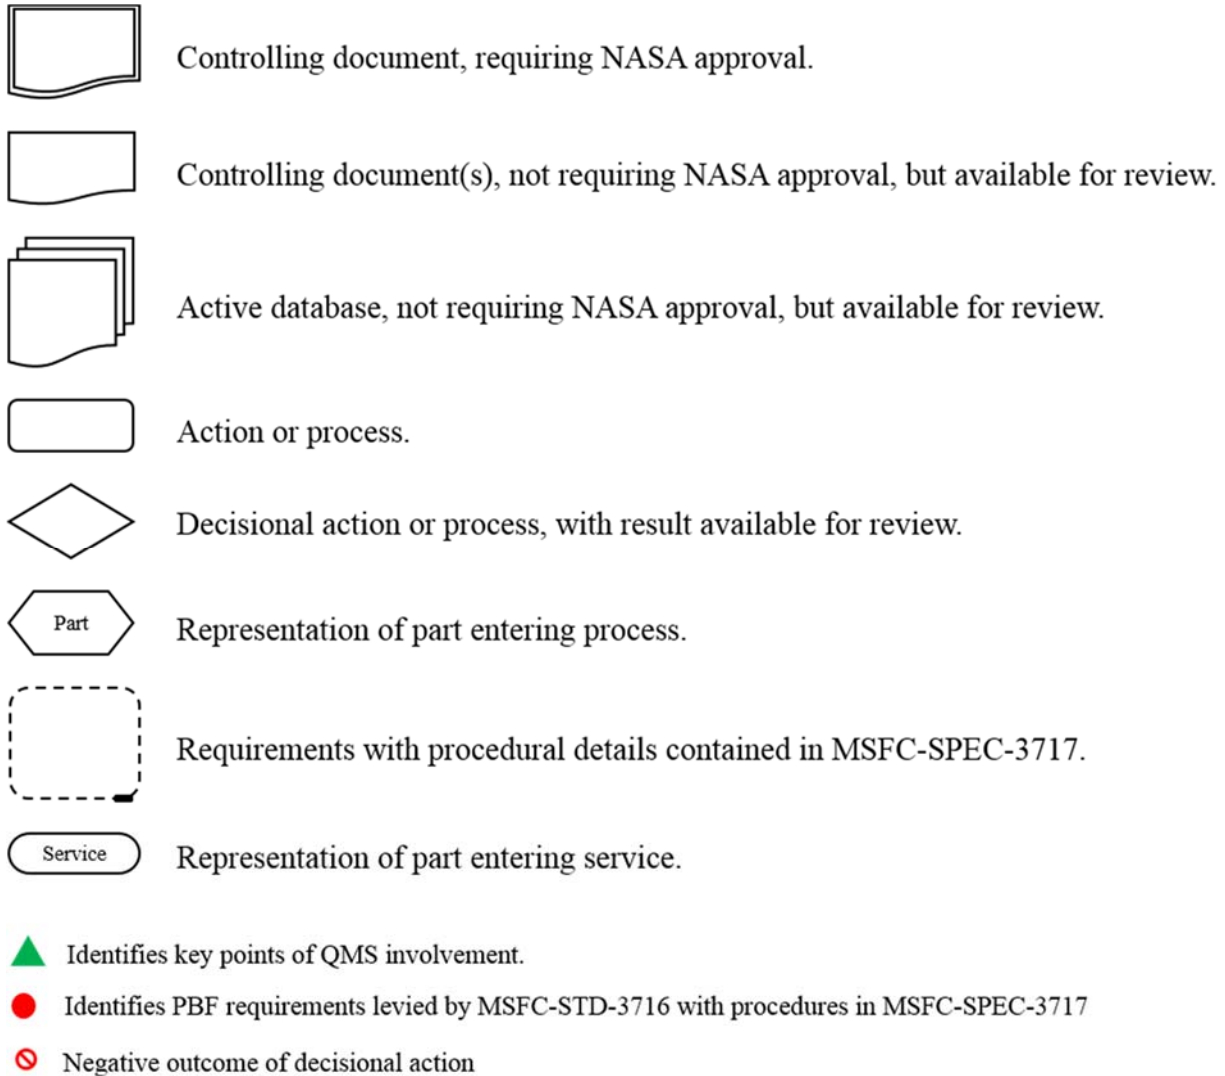 Controlling document, requiring NASA approval.
Controlling document(s), not requiring NASA approval, but available for review.
Active database, not requiring NASA approval, but available for review.
Action or process.
Decisional action or process, with result available for review.
Part
Representation of part entering process.
Requirements with procedural details contained in MSFC-SPEC-3717.
Service
Representation of part entering service.
Identifies key points of QMS involvement.
Identifies PBF requirements levied by MSFC-STD-3716 with procedures in MSFC-SPEC-3717
Negative outcome of decisional action